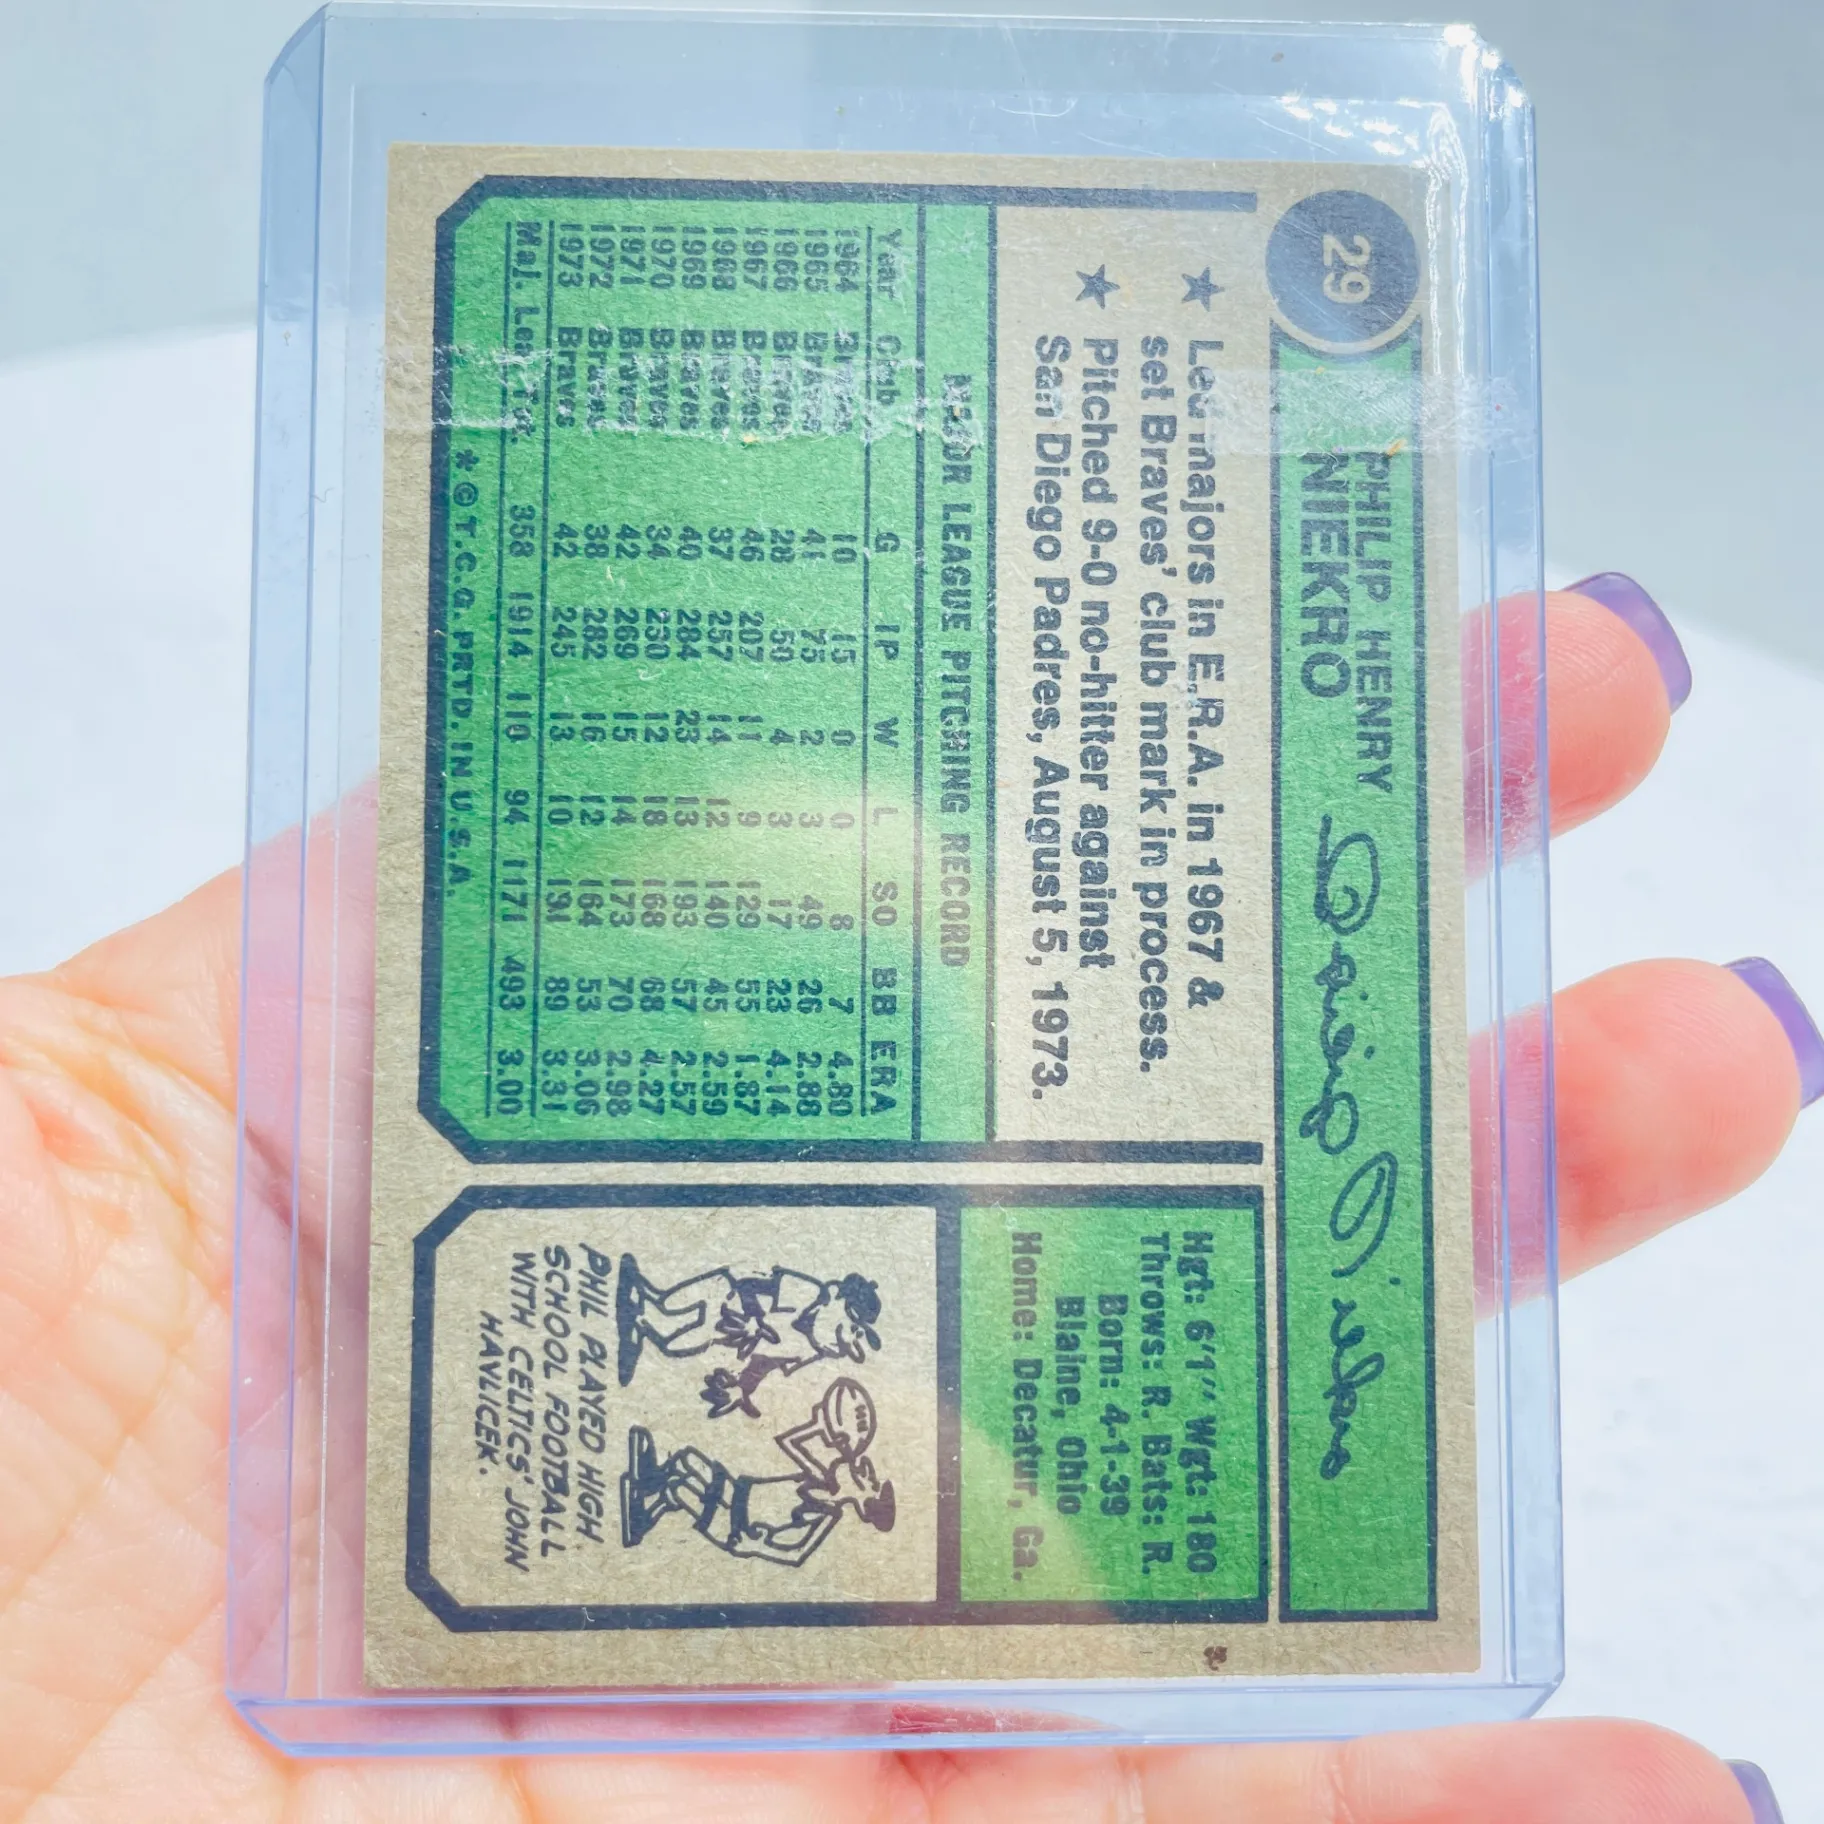 29
PHILIP HENRY
NIEKRO
Philip Niekro
★ Led majors in E.R.A. in 1967 &
set Braves' club mark in process.
★ Pitched 9-0 no-hitter against
San Diego Padres, August 5, 1973.
MAJOR LEAGUE PITCHING RECORD
Year Club G IP W L SO BB ERA
1964 Braves 10 15 0 0 8 7 4.80
1965 Braves 41 75 2 3 49 26 2.88
1966 Braves 28 50 4 3 17 23 4.14
1967 Braves 46 207 11 9 129 55 1.87
1968 Braves 37 257 14 12 140 45 2.59
1969 Braves 40 284 23 13 193 57 2.57
1970 Braves 34 230 12 18 168 68 4.27
1971 Braves 42 269 15 14 173 70 2.98
1972 Braves 38 282 16 12 164 53 3.06
1973 Braves 42 245 13 10 191 89 3.31
Maj. Lea. Tot. 358 1914 110 94 1171 493 3.00
* © T.C.G. PRTD. IN U.S.A.
Hgt: 6'1" Wgt: 180
Throws: R. Bats: R.
Born: 4-1-39
Blaine, Ohio
Home: Decatur, Ga.
PHIL PLAYED HIGH
SCHOOL FOOTBALL
WITH CELTICS' JOHN
HAVLICEK.